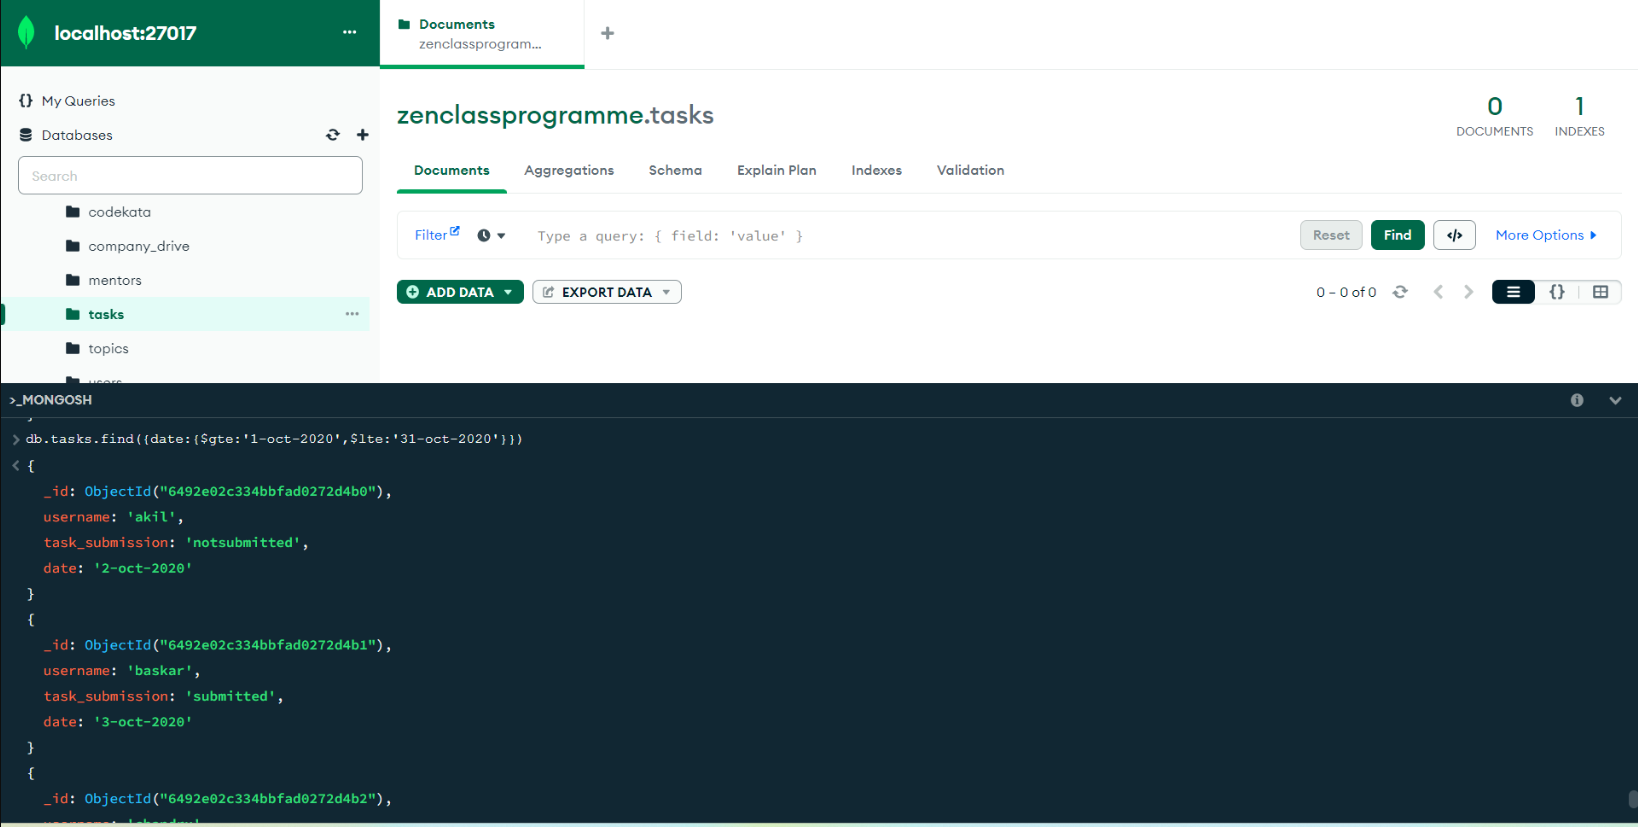 localhost:27017
Documents
zenclassprogram...
My Queries
Databases
Search
codekata
company_drive
mentors
tasks
topics
users
zenclassprogramme.tasks
0
DOCUMENTS
1
INDEXES
Documents
Aggregations
Schema
Explain Plan
Indexes
Validation
Filter
Type a query: { field: 'value' }
Reset
Find
</>
More Options
ADD DATA
EXPORT DATA
0 – 0 of 0
{}
>_MONGOSH
}
> db.tasks.find({date:{$gte:'1-oct-2020',$lte:'31-oct-2020'}})
< {
_id: ObjectId("6492e02c334bbfad0272d4b0"),
username: 'akil',
task_submission: 'notsubmitted',
date: '2-oct-2020'
}
{
_id: ObjectId("6492e02c334bbfad0272d4b1"),
username: 'baskar',
task_submission: 'submitted',
date: '3-oct-2020'
}
{
_id: ObjectId("6492e02c334bbfad0272d4b2"),